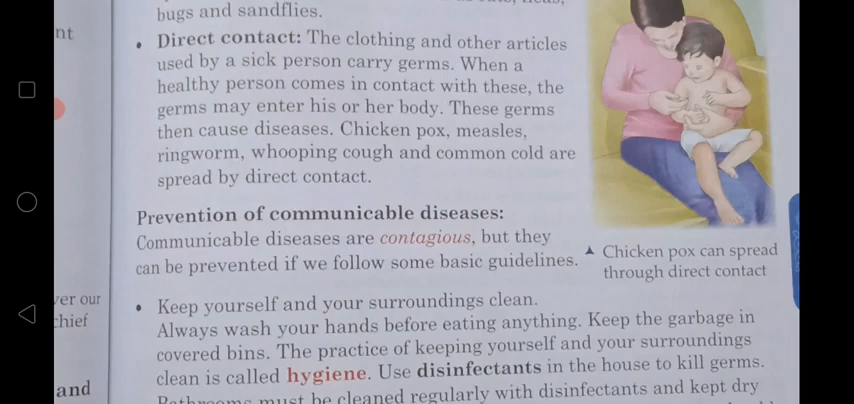 bugs and sandflies.
• Direct contact: The clothing and other articles
used by a sick person carry germs. When a
healthy person comes in contact with these, the
germs may enter his or her body. These germs
then cause diseases. Chicken pox, measles,
ringworm, whooping cough and common cold are
spread by direct contact.
Chicken pox can spread
through direct contact
Prevention of communicable diseases:
Communicable diseases are contagious, but they
can be prevented if we follow some basic guidelines.
• Keep yourself and your surroundings clean.
Always wash your hands before eating anything. Keep the garbage in
covered bins. The practice of keeping yourself and your surroundings
clean is called hygiene. Use disinfectants in the house to kill germs.
Bathrooms must be cleaned regularly with disinfectants and kept dry
nt
ver our
chief
and